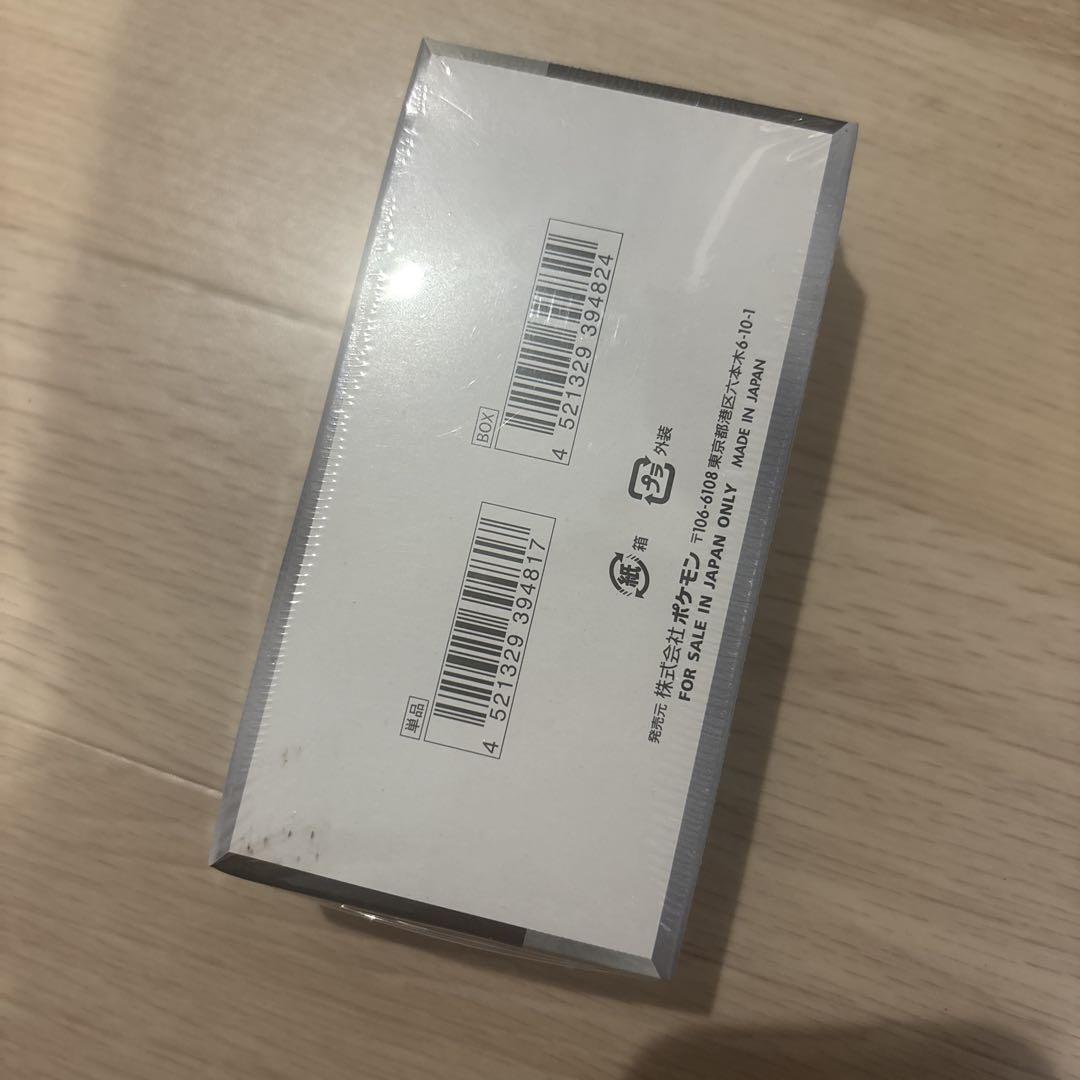 BOX
4 521329 394824
単品
4 521329 394817
紙 箱
プラ 外装
発売元 株式会社ポケモン 〒106-6108 東京都港区六本木6-10-1
FOR SALE IN JAPAN ONLY MADE IN JAPAN